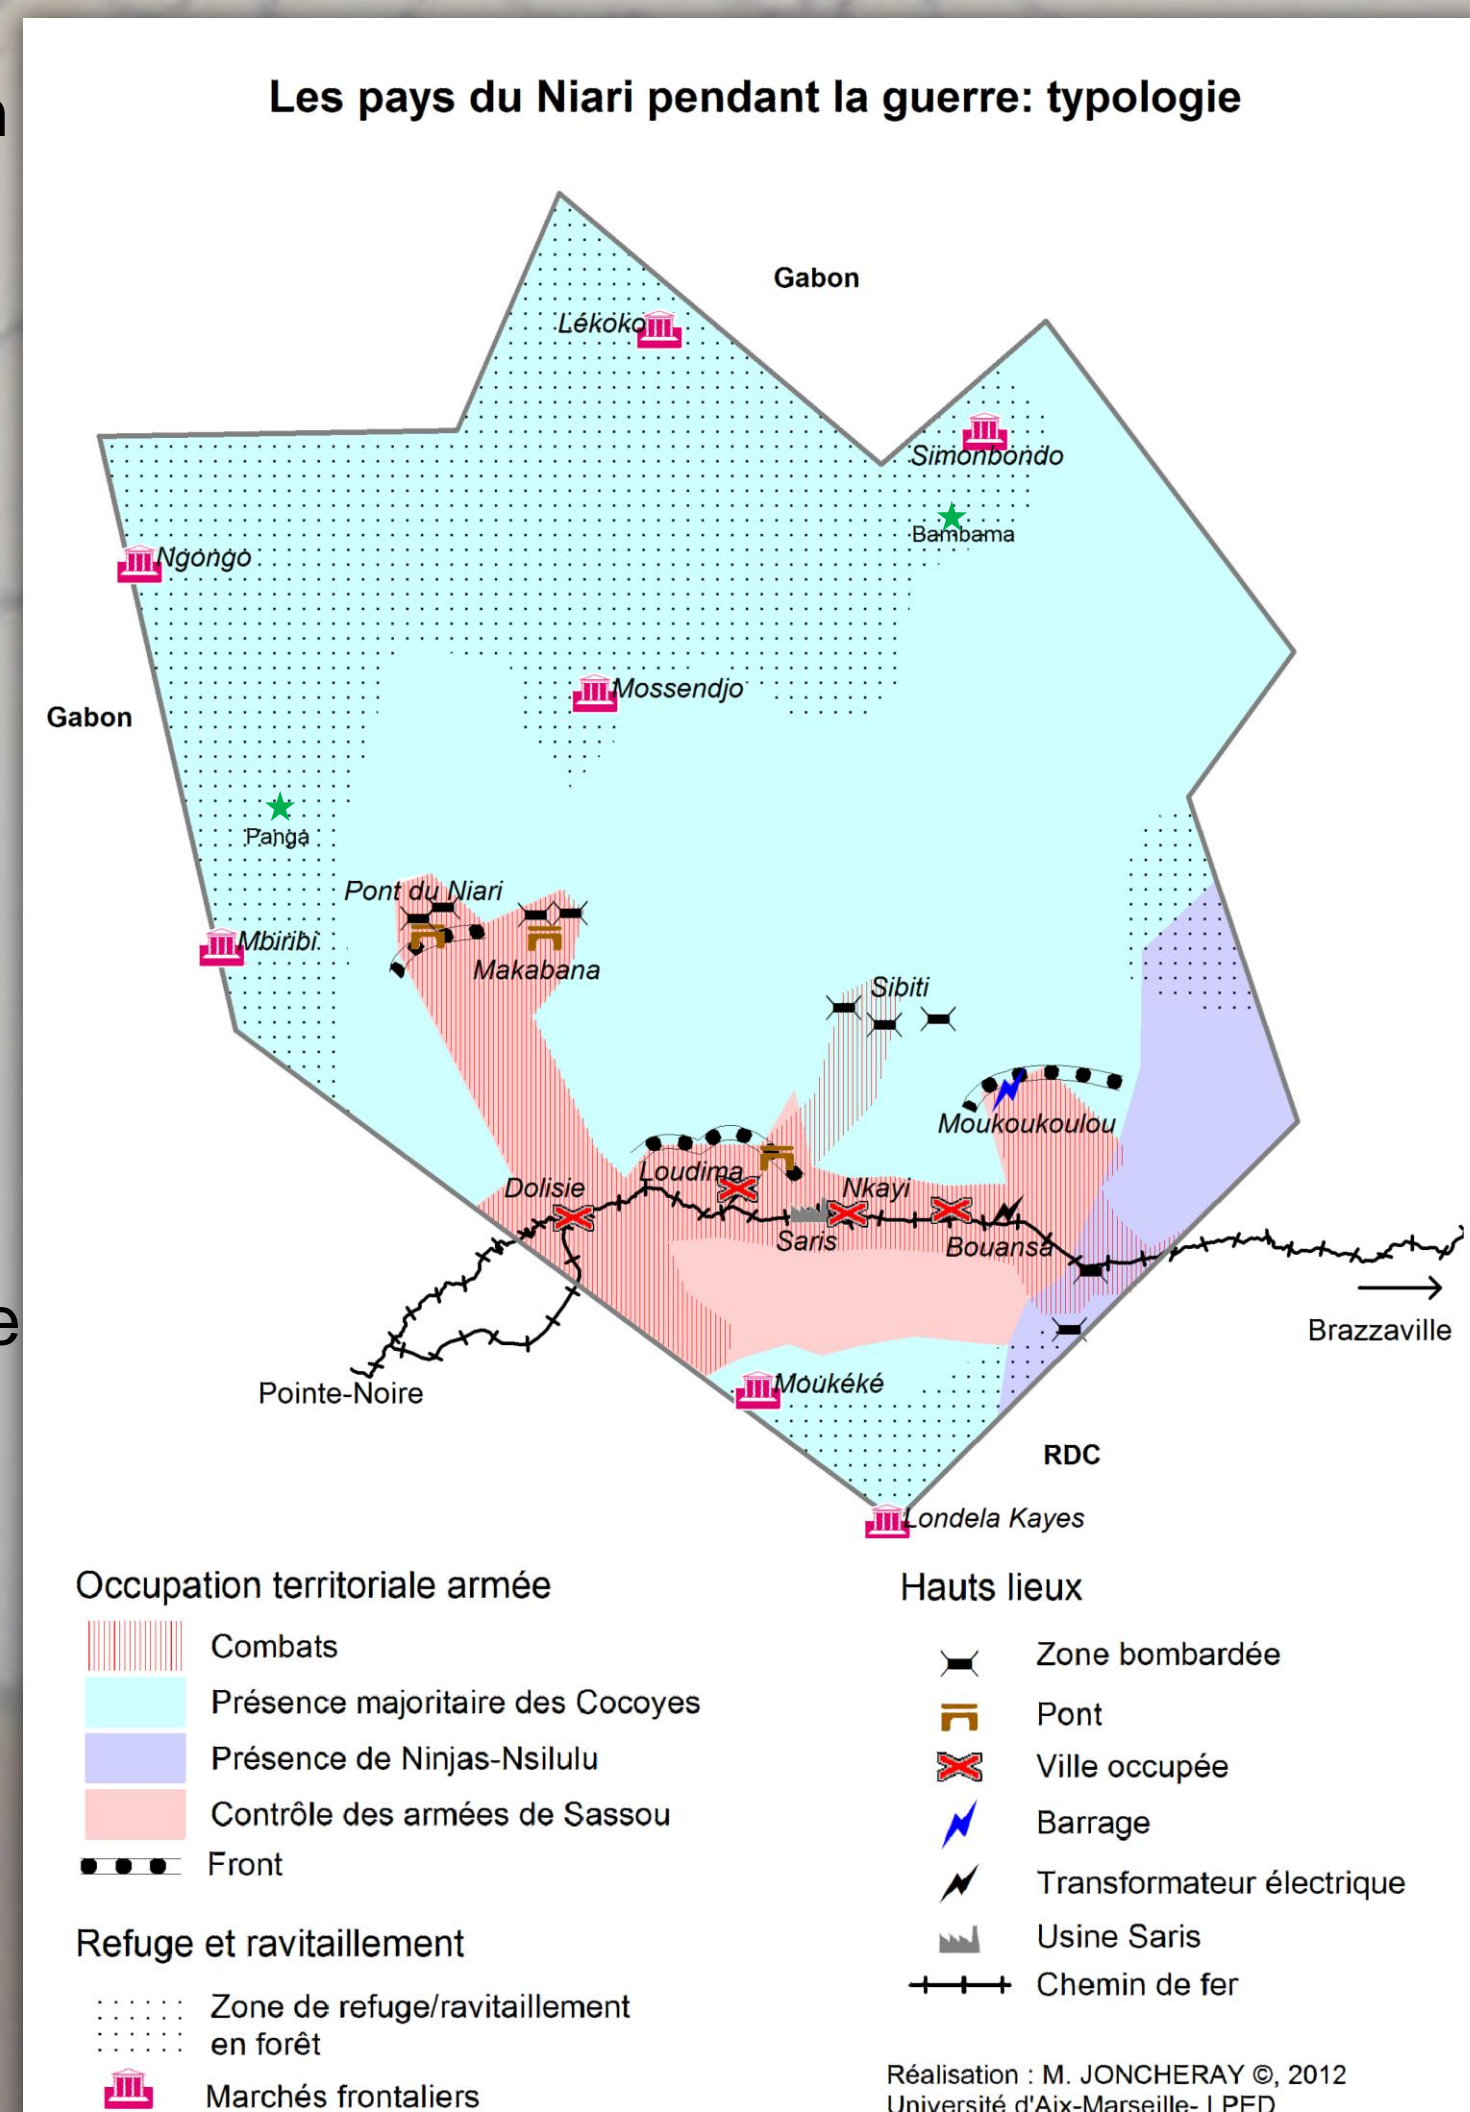 n
e
Les pays du Niari pendant la guerre: typologie
Gabon
Lékoko
Simonbondo
Bambama
Ngongo
Mossendjo
Gabon
Panga
Pont du Niari
Mbiribi
Makabana
Sibiti
Moukoukoulou
Loudima
Dolisie
Nkayi
Saris
Bouansa
Brazzaville
Pointe-Noire
Moukéké
RDC
Londela Kayes
Occupation territoriale armée
Combats
Présence majoritaire des Cocoyes
Présence de Ninjas-Nsilulu
Contrôle des armées de Sassou
Front
Refuge et ravitaillement
Zone de refuge/ravitaillement
en forêt
Marchés frontaliers
Hauts lieux
Zone bombardée
Pont
Ville occupée
Barrage
Transformateur électrique
Usine Saris
Chemin de fer
Réalisation : M. JONCHERAY ©, 2012
Université d'Aix-Marseille- LPED